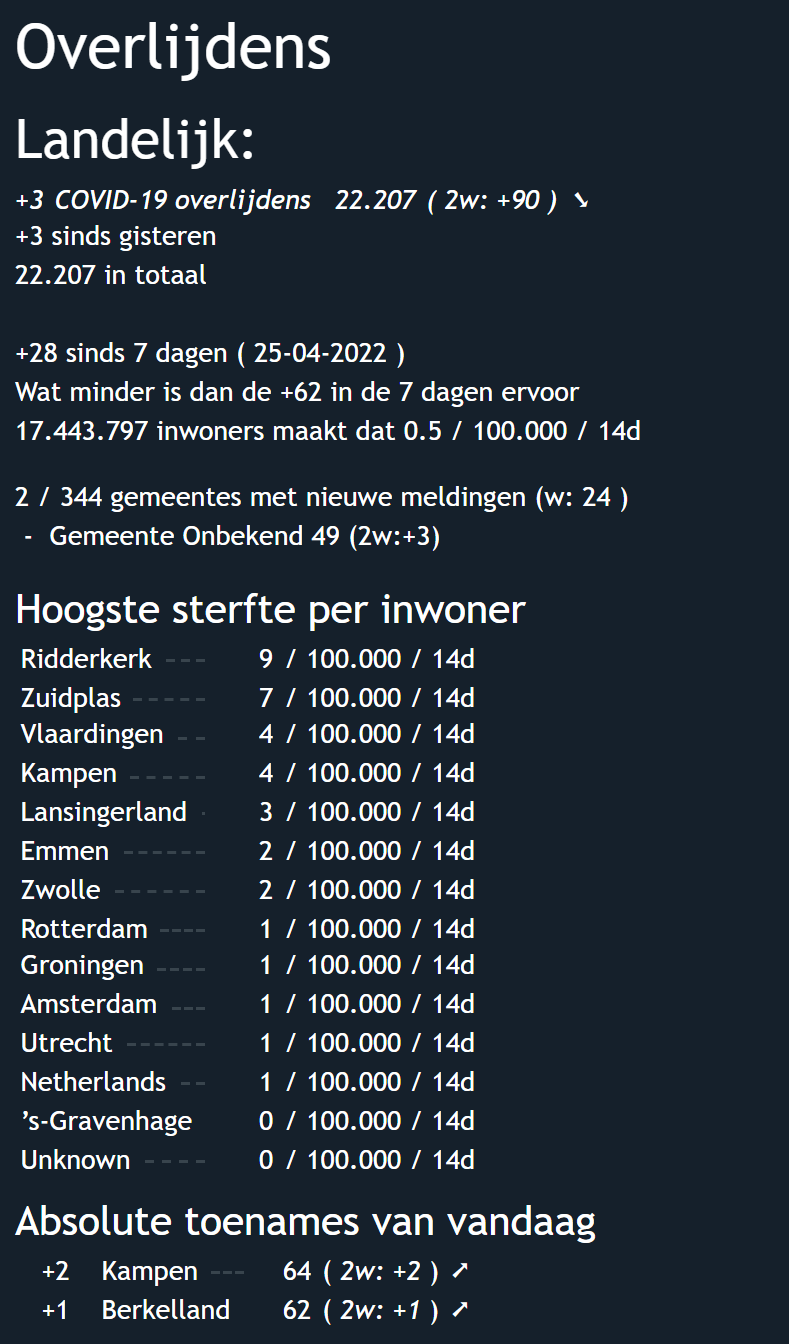 Overlijdens
Landelijk:
+3 COVID-19 overlijdens 22.207 ( 2w: +90 ) ➘
+3 sinds gisteren
22.207 in totaal
+28 sinds 7 dagen ( 25-04-2022 )
Wat minder is dan de +62 in de 7 dagen ervoor
17.443.797 inwoners maakt dat 0.5 / 100.000 / 14d
2 / 344 gemeentes met nieuwe meldingen (w: 24 )
- Gemeente Onbekend 49 (2w:+3)
Hoogste sterfte per inwoner
Ridderkerk --- 9 / 100.000 / 14d
Zuidplas ----- 7 / 100.000 / 14d
Vlaardingen -- 4 / 100.000 / 14d
Kampen ----- 4 / 100.000 / 14d
Lansingerland - 3 / 100.000 / 14d
Emmen ------ 2 / 100.000 / 14d
Zwolle ------ 2 / 100.000 / 14d
Rotterdam ---- 1 / 100.000 / 14d
Groningen ---- 1 / 100.000 / 14d
Amsterdam --- 1 / 100.000 / 14d
Utrecht ------ 1 / 100.000 / 14d
Netherlands -- 1 / 100.000 / 14d
’s-Gravenhage 0 / 100.000 / 14d
Unknown ---- 0 / 100.000 / 14d
Absolute toenames van vandaag
+2 Kampen --- 64 ( 2w: +2 ) ➚
+1 Berkelland 62 ( 2w: +1 ) ➚